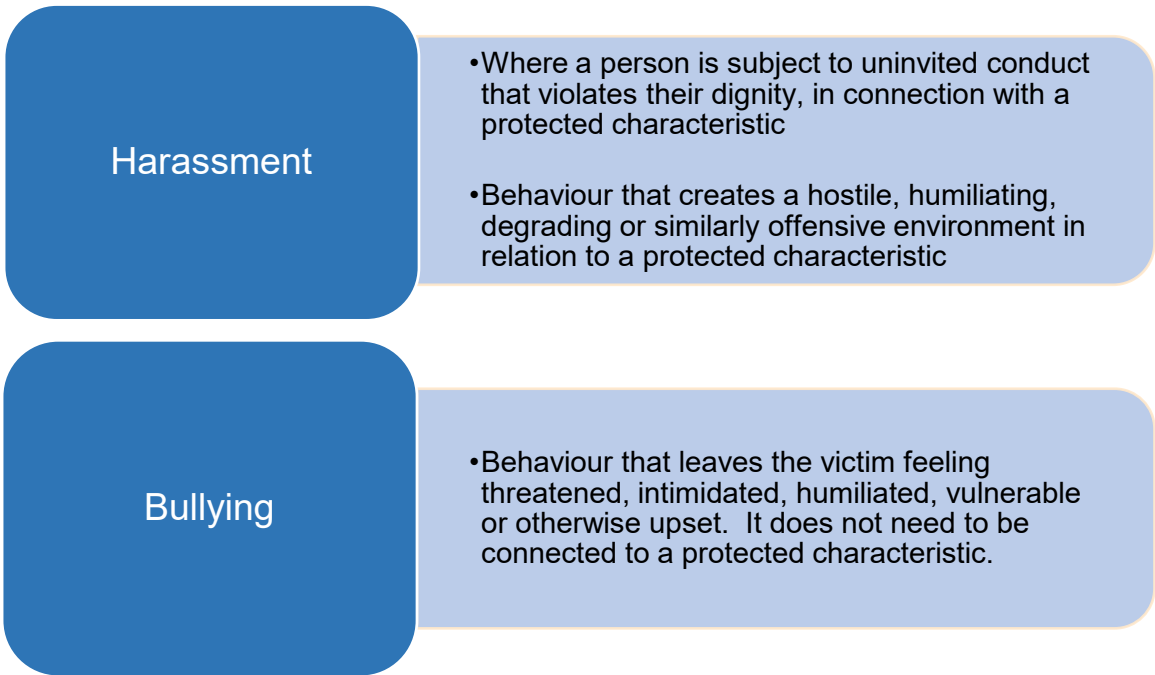 Harassment
•Where a person is subject to uninvited conduct
that violates their dignity, in connection with a
protected characteristic
•Behaviour that creates a hostile, humiliating,
degrading or similarly offensive environment in
relation to a protected characteristic
Bullying
•Behaviour that leaves the victim feeling
threatened, intimidated, humiliated, vulnerable
or otherwise upset.  It does not need to be
connected to a protected characteristic.